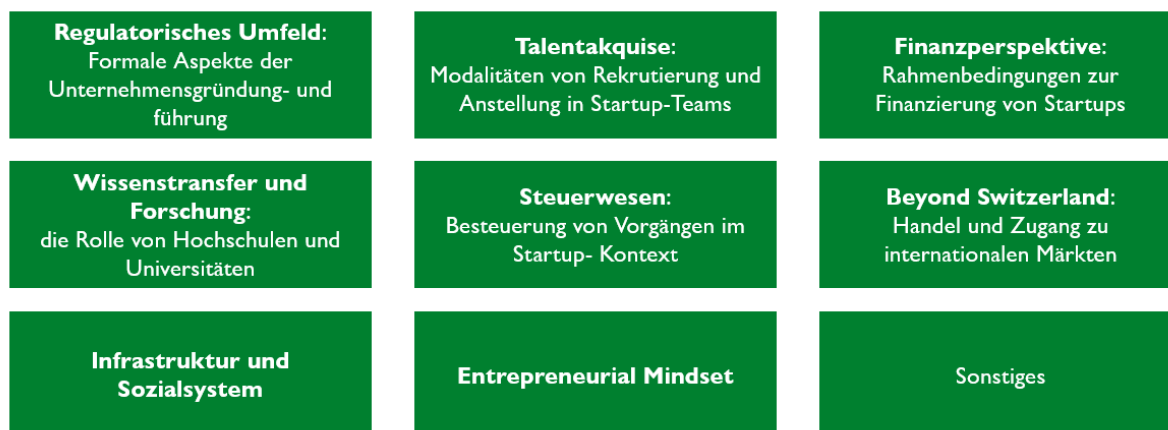 Regulatorisches Umfeld:
Formale Aspekte der
Unternehmensgründung- und
führung
Talentakquise:
Modalitäten von Rekrutierung und
Anstellung in Startup-Teams
Finanzperspektive:
Rahmenbedingungen zur
Finanzierung von Startups
Wissenstransfer und
Forschung:
die Rolle von Hochschulen und
Universitäten
Steuerwesen:
Besteuerung von Vorgängen im
Startup- Kontext
Beyond Switzerland:
Handel und Zugang zu
internationalen Märkten
Infrastruktur und
Sozialsystem
Entrepreneurial Mindset
Sonstiges